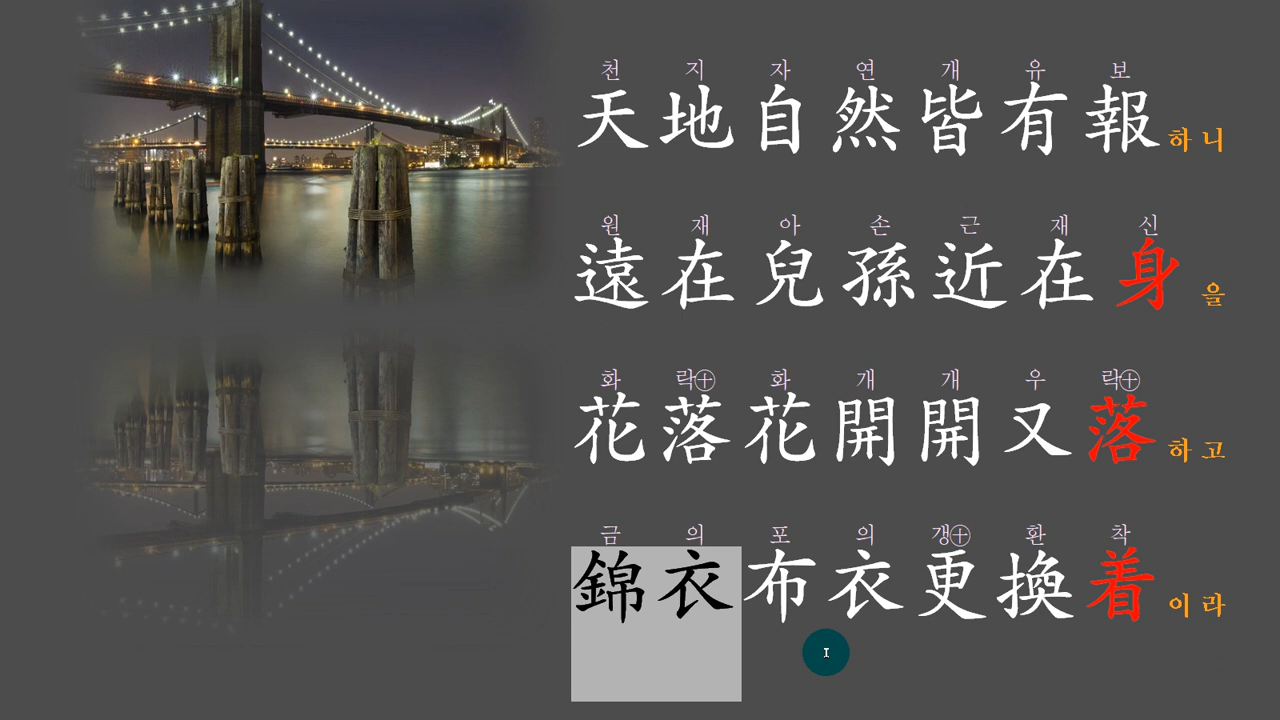 천 지 자 연 개 유 보
天地自然皆有報 하니
원 재 아 손 근 재 신
遠在兒孫近在身 을
화 락㊉ 화 개 개 우 락㊉
花落花開開又落 하고
금 의 포 의 갱㊉ 환 착
錦衣布衣更換着 이라